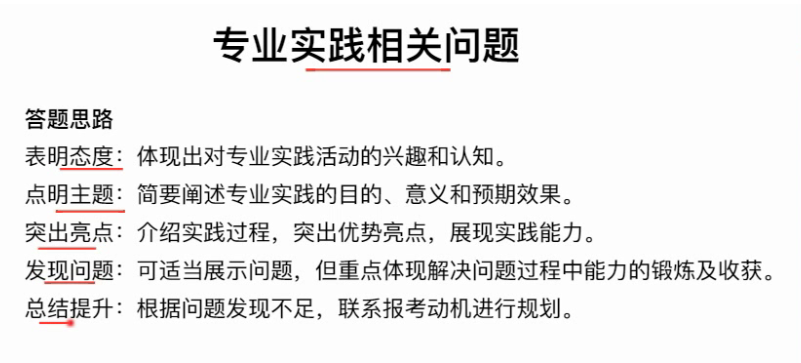 专业实践相关问题
答题思路
表明态度：体现出对专业实践活动的兴趣和认知。
点明主题：简要阐述专业实践的目的、意义和预期效果。
突出亮点：介绍实践过程，突出优势亮点，展现实践能力。
发现问题：可适当展示问题，但重点体现解决问题过程中能力的锻炼及收获。
总结提升：根据问题发现不足，联系报考动机进行规划。